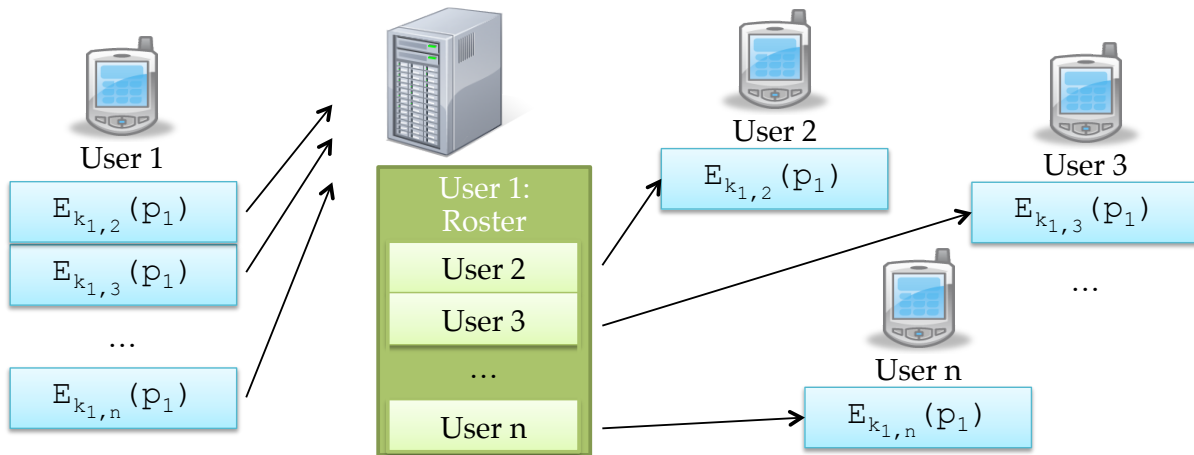 User 1
E_{k_{1,2}}(p_1)
E_{k_{1,3}}(p_1)
…
E_{k_{1,n}}(p_1)
User 1:
Roster
User 2
User 3
…
User n
User 2
E_{k_{1,2}}(p_1)
User 3
E_{k_{1,3}}(p_1)
…
User n
E_{k_{1,n}}(p_1)